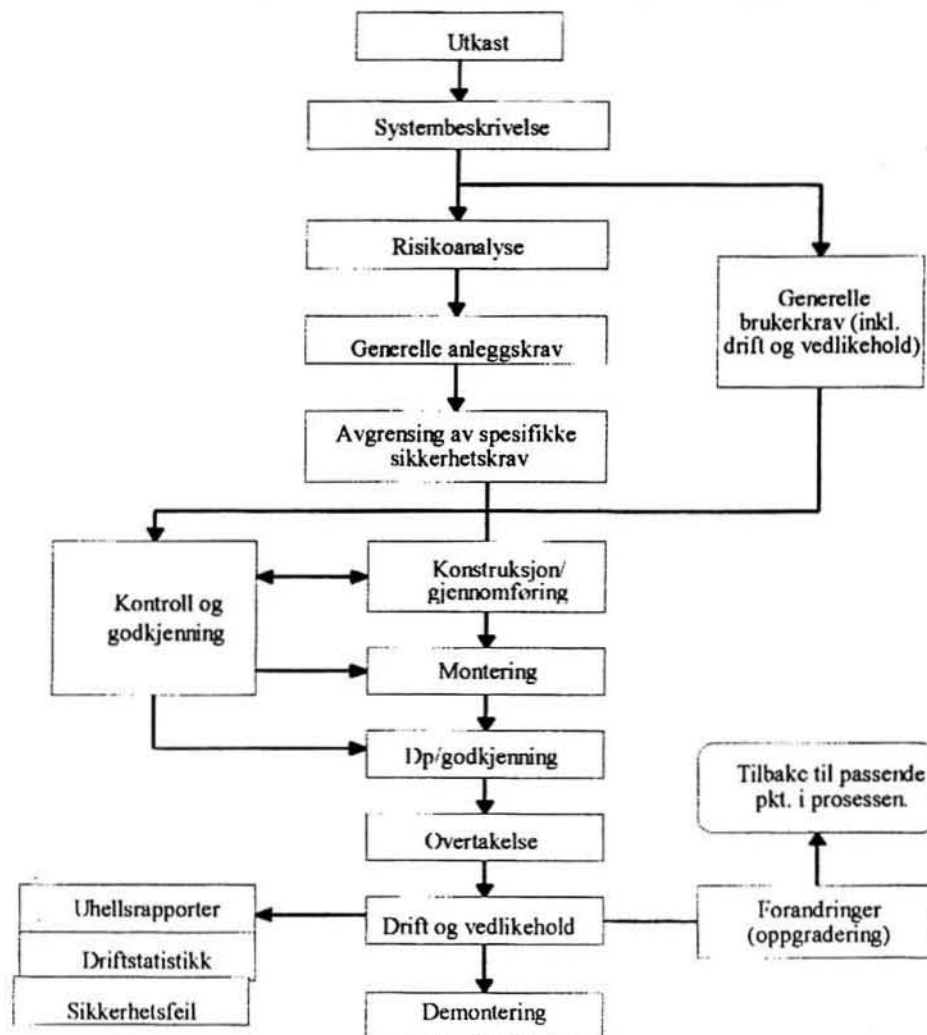 Utkast
Systembeskrivelse
Risikoanalyse
Generelle
brukerkrav (inkl.
drift og vedlikehold)
Generelle anleggskrav
Avgrensing av spesifikke
sikkerhetskrav
Kontroll og
godkjenning
Konstruksjon/
gjennomføring
Montering
Dp/godkjenning
Tilbake til passende
pkt. i prosessen.
Overtakelse
Uhellsrapporter
Driftstatistikk
Sikkerhetsfeil
Drift og vedlikehold
Forandringer
(oppgradering)
Demontering